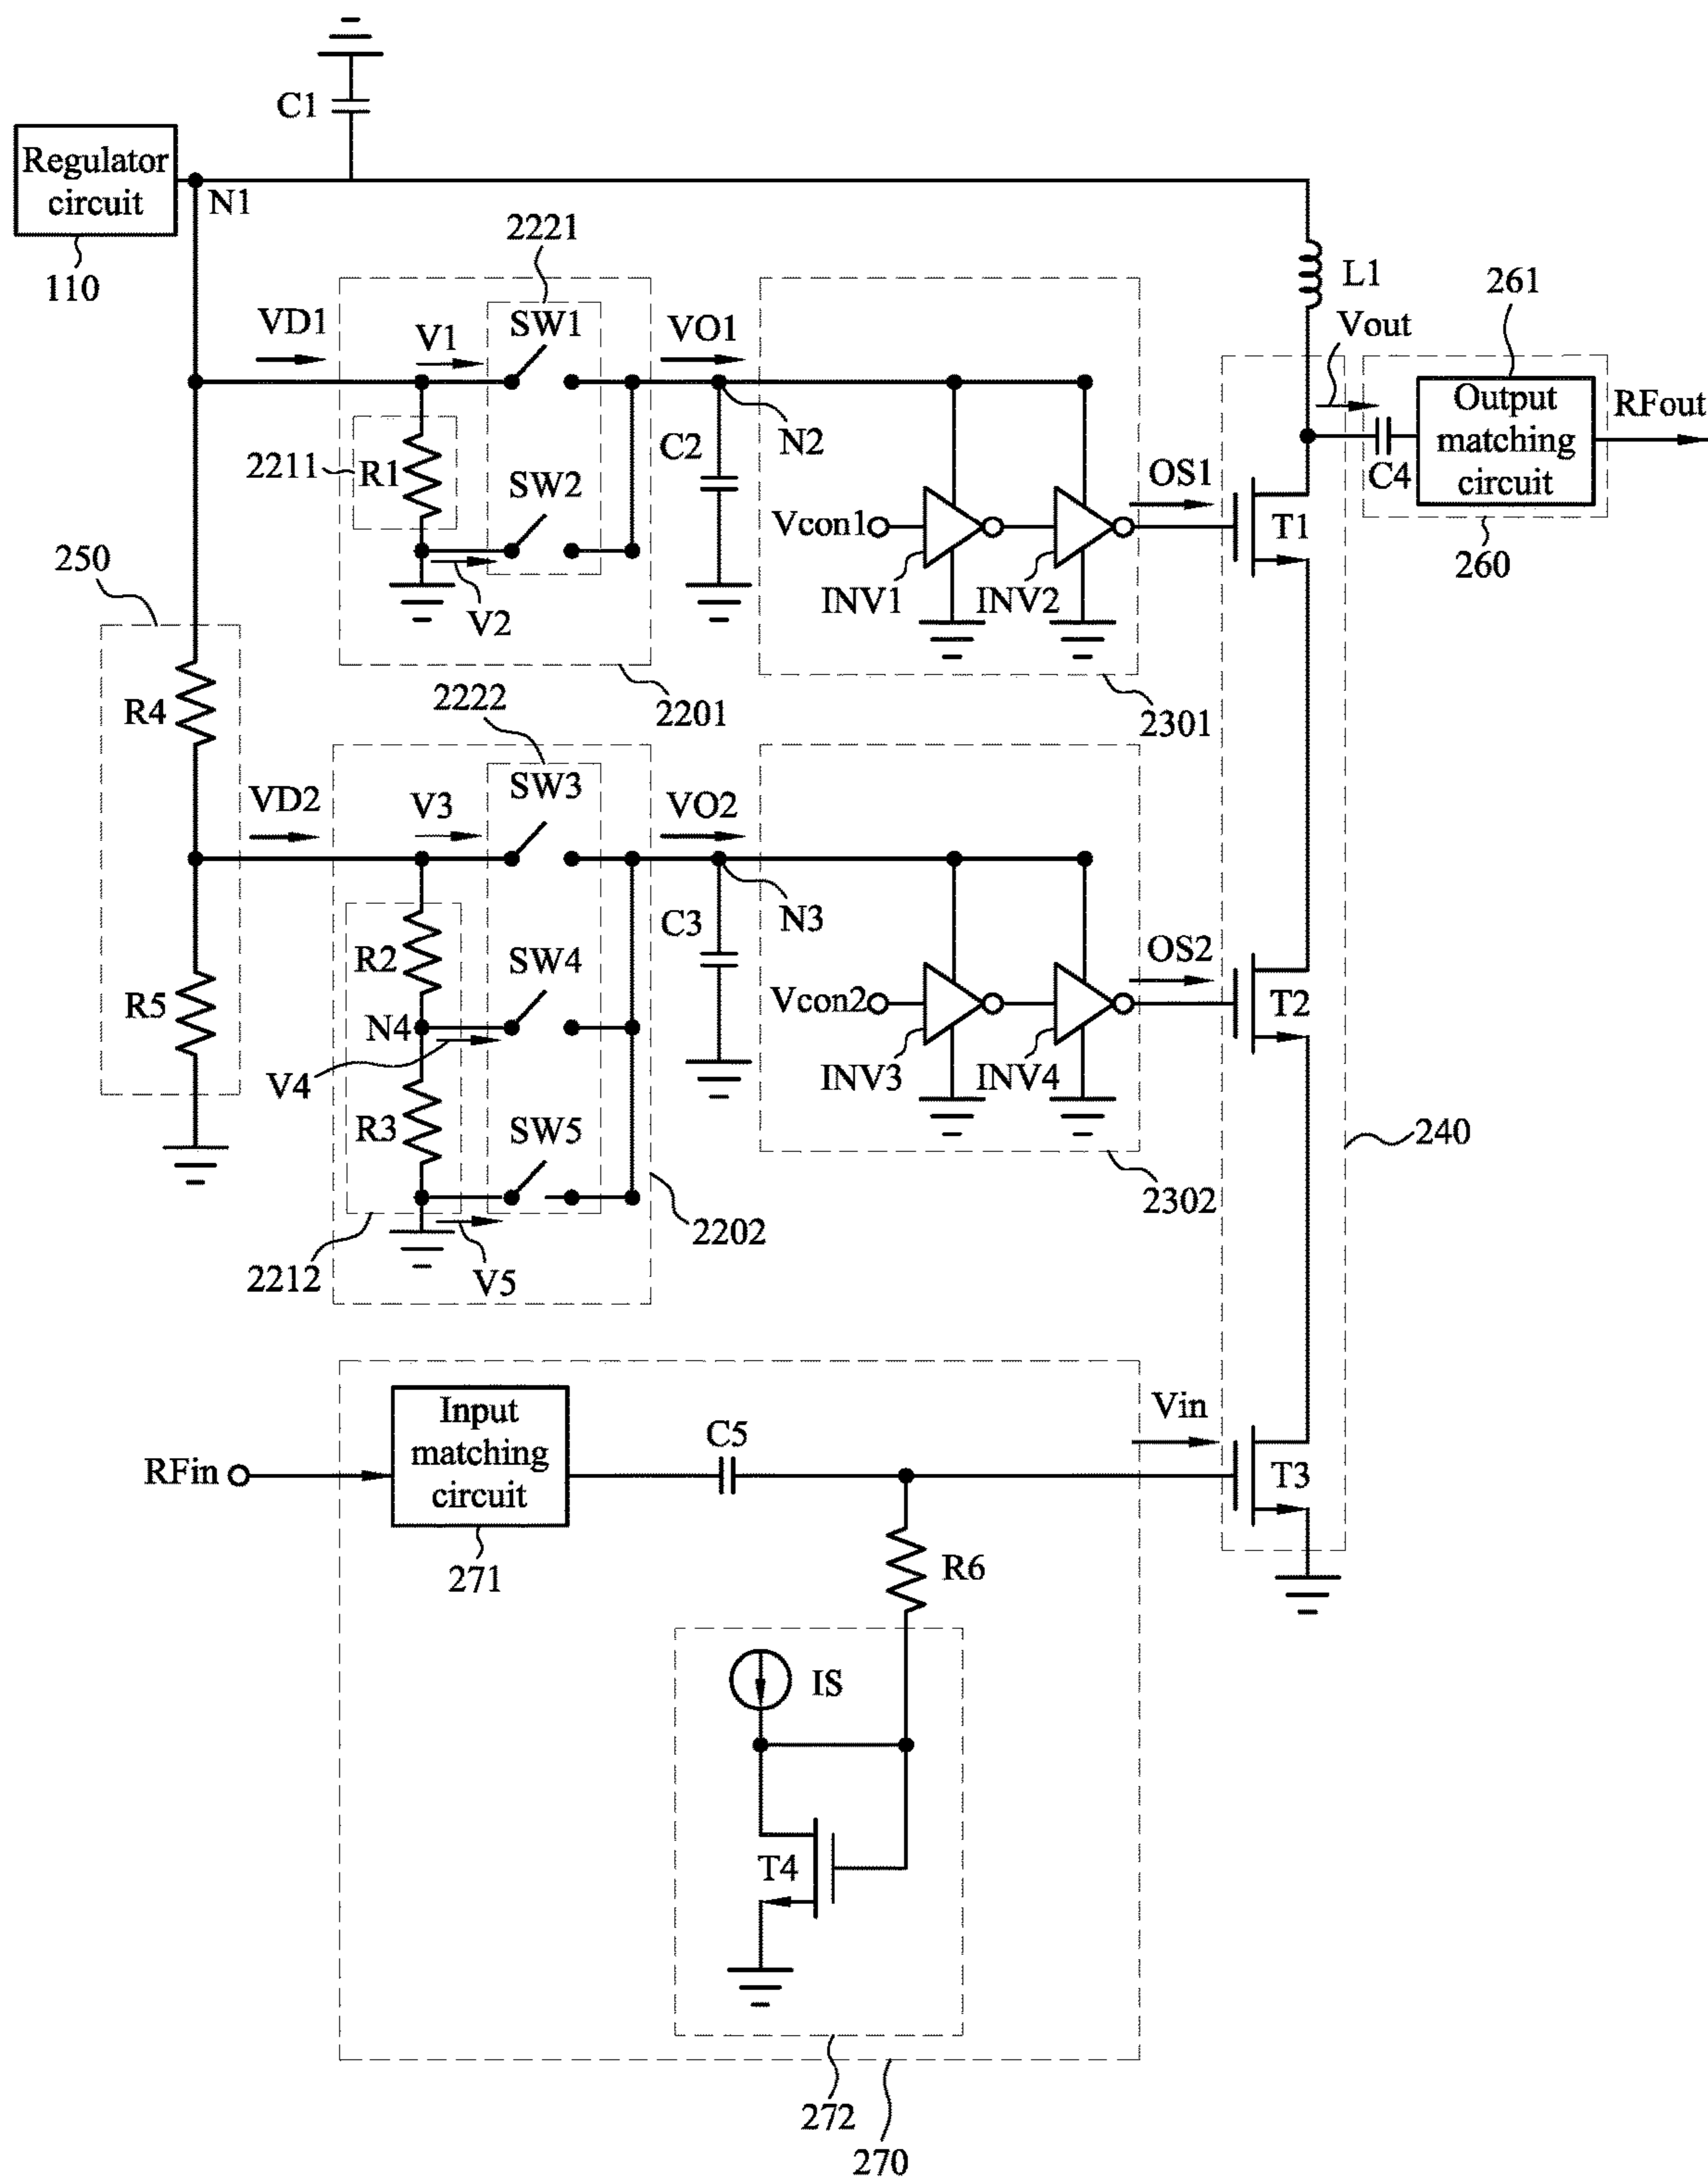 C1
Regulator
circuit
N1
110
2221
L1
261
VD1
V1
SW1
VO1
Vout
Output
matching
circuit
RFout
2211
R1
SW2
C2
N2
OS1
C4
Vcon1
T1
260
250
INV1
INV2
V2
2201
2301
R4
2222
SW3
VD2
V3
VO2
R2
SW4
C3
N3
OS2
R5
N4
Vcon2
T2
V4
INV3
INV4
R3
SW5
240
2302
2202
2212
V5
Input
matching
circuit
C5
Vin
RFin
T3
271
R6
IS
T4
272
270